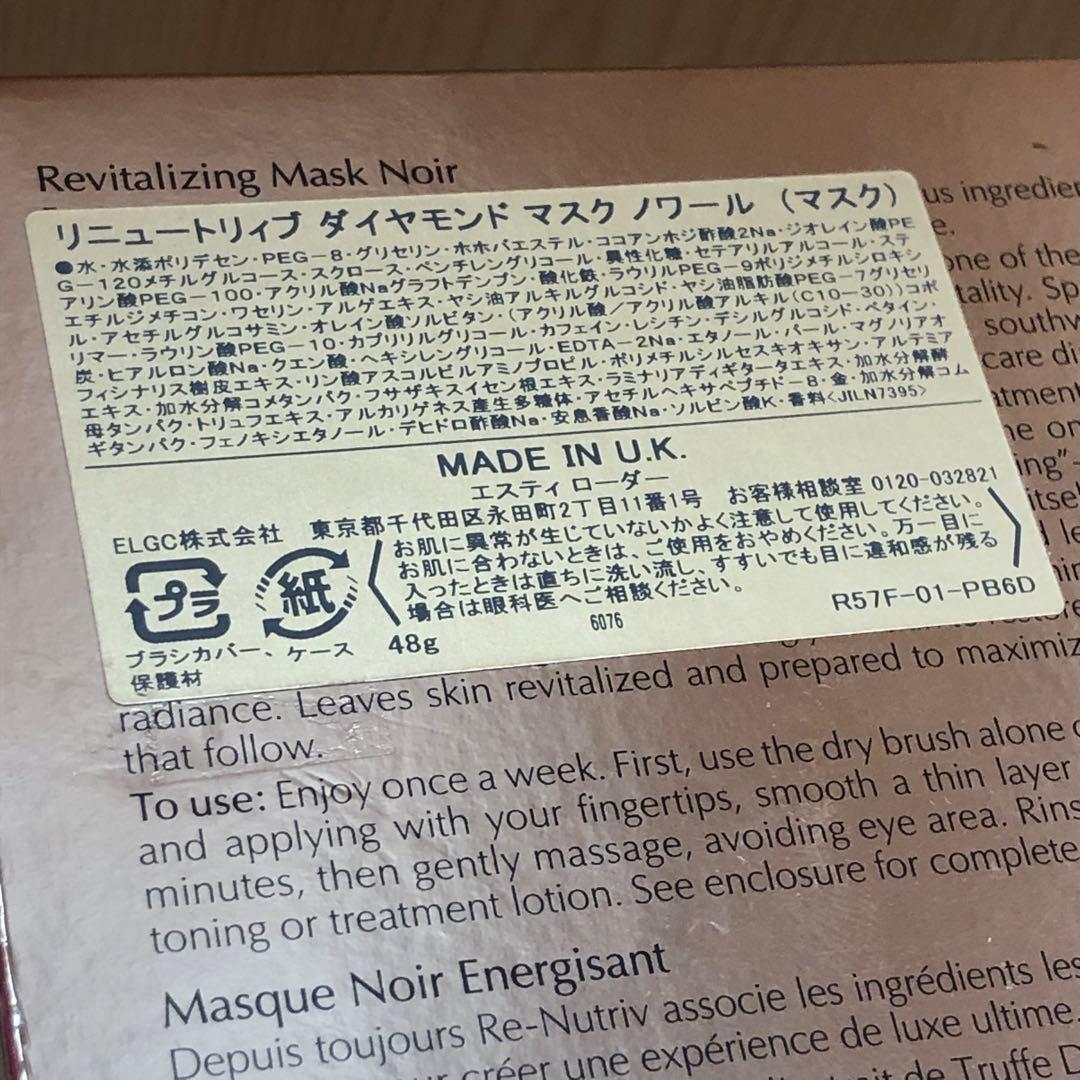 Revitalizing Mask Noir
us ingredien
リニュートリィブ ダイヤモンド マスク ノワール (マスク)
e.
●水・水添ポリデセン・PEG－8・グリセリン・ホホバエステル・ココアンホジ酢酸2Na・ジオレイン酸PE
G－120メチルグルコース・スクロース・ペンチレングリコール・異性化糖・セテアリルアルコール・ステ
one of the
アリン酸PEG－100・アクリル酸Naグラフトデンプン・酸化鉄・ラウリルPEG－9ポリジメチルシロキシ
tality. Sp
エチルジメチコン・ワセリン・アルゲエキス・ヤシ油アルキルグルコシド・ヤシ油脂肪酸PEG－7グリセリ
ル・アセチルグルコサミン・オレイン酸ソルビタン・(アクリル酸／アクリル酸アルキル(C10－30))コポ
southw
リマー・ラウリン酸PEG－10・カプリリルグリコール・カフェイン・レシチン・デシルグルコシド・ベタイン・
care di
炭・ヒアルロン酸Na・クエン酸・ヘキシレングリコール・EDTA－2Na・エタノール・パール・マグノリアオ
フィシナリス樹皮エキス・リン酸アスコルビルアミノプロピル・ポリメチルシルセスキオキサン・アルテミア
atment
エキス・加水分解コメタンパク・フサザキスイセン根エキス・ラミナリアディギタータエキス・加水分解酵
ne on
母タンパク・トリュフエキス・アルカリゲネス産生多糖体・アセチルヘキサペプチド－8・金・加水分解コム
ギタンパク・フェノキシエタノール・デヒドロ酢酸Na・安息香酸Na・ソルビン酸K・香料<JILN7395>
ing"-
MADE IN U.K.
エスティ ローダー
itsel
ELGC株式会社 東京都千代田区永田町2丁目11番1号 お客様相談室 0120-032821
お肌に異常が生じていないかよく注意して使用してください。
お肌に合わないときは、ご使用をおやめください。万一目に
入ったときは直ちに洗い流し、すすいでも目に違和感が残る
場合は眼科医へご相談ください。
プラ
紙
R57F-01-PB6D
6076
48g
ブラシカバー、ケース
保護材
radiance. Leaves skin revitalized and prepared to maximiz
that follow.
To use: Enjoy once a week. First, use the dry brush alone
and applying with your fingertips, smooth a thin layer
minutes, then gently massage, avoiding eye area. Rins
toning or treatment lotion. See enclosure for complete
Masque Noir Energisant
Depuis toujours Re-Nutriv associe les ingrédients les
créer une expérience de luxe ultime.
de Truffe D